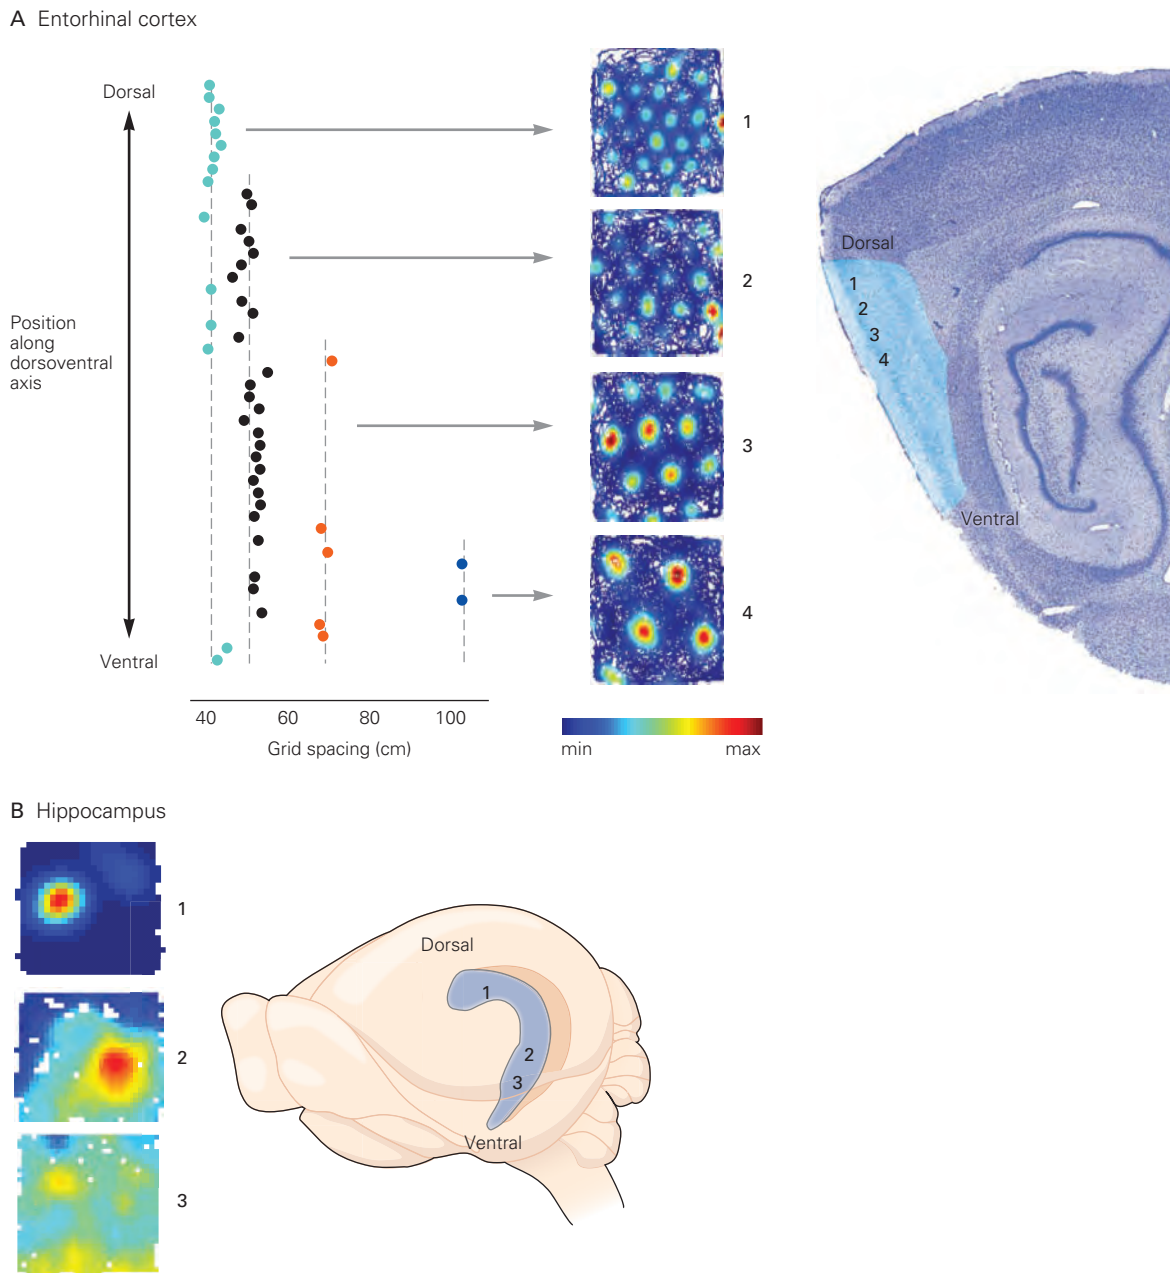 A Entorhinal cortex
Dorsal
Position
along
dorsoventral
axis
Ventral
40 60 80 100
Grid spacing (cm)
1
2
3
4
min max
Dorsal
1
2
3
4
Ventral
B Hippocampus
1
2
3
Dorsal
1
2
3
Ventral